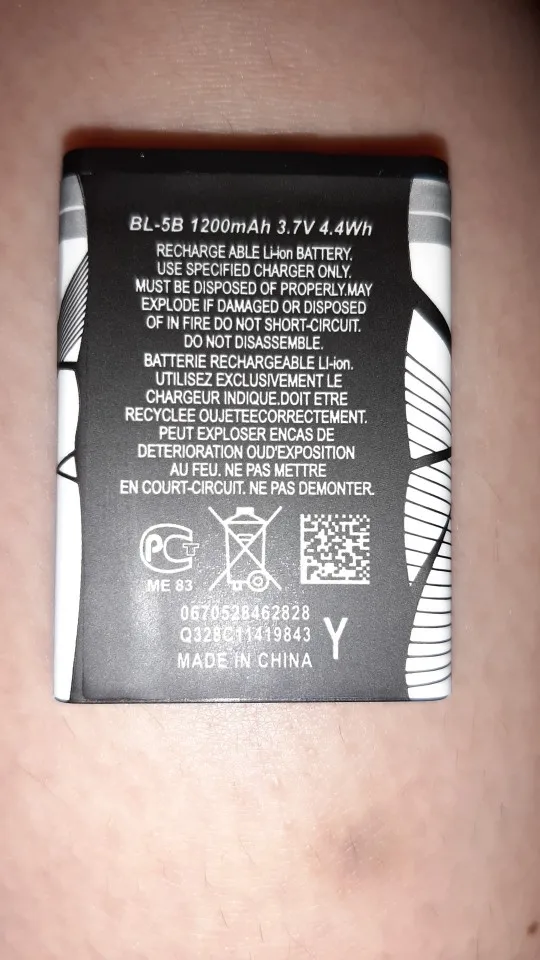 BL-5B 1200mAh 3.7V 4.4Wh
RECHARGE ABLE Li-Ion BATTERY.
USE SPECIFIED CHARGER ONLY.
MUST BE DISPOSED OF PROPERLY.MAY
EXPLODE IF DAMAGED OR DISPOSED
OF IN FIRE DO NOT SHORT-CIRCUIT.
DO NOT DISASSEMBLE.
BATTERIE RECHARGEABLE LI-ion.
UTILISEZ EXCLUSIVEMENT LE
CHARGEUR INDIQUE.DOIT ETRE
RECYCLEE OUJETEECORRECTEMENT.
PEUT EXPLOSER ENCAS DE
DETERIORATION OUD'EXPOSITION
AU FEU. NE PAS METTRE
EN COURT-CIRCUIT. NE PAS DEMONTER.
PCT
ME 83
0670528462828
Q328C11419843
Y
MADE IN CHINA